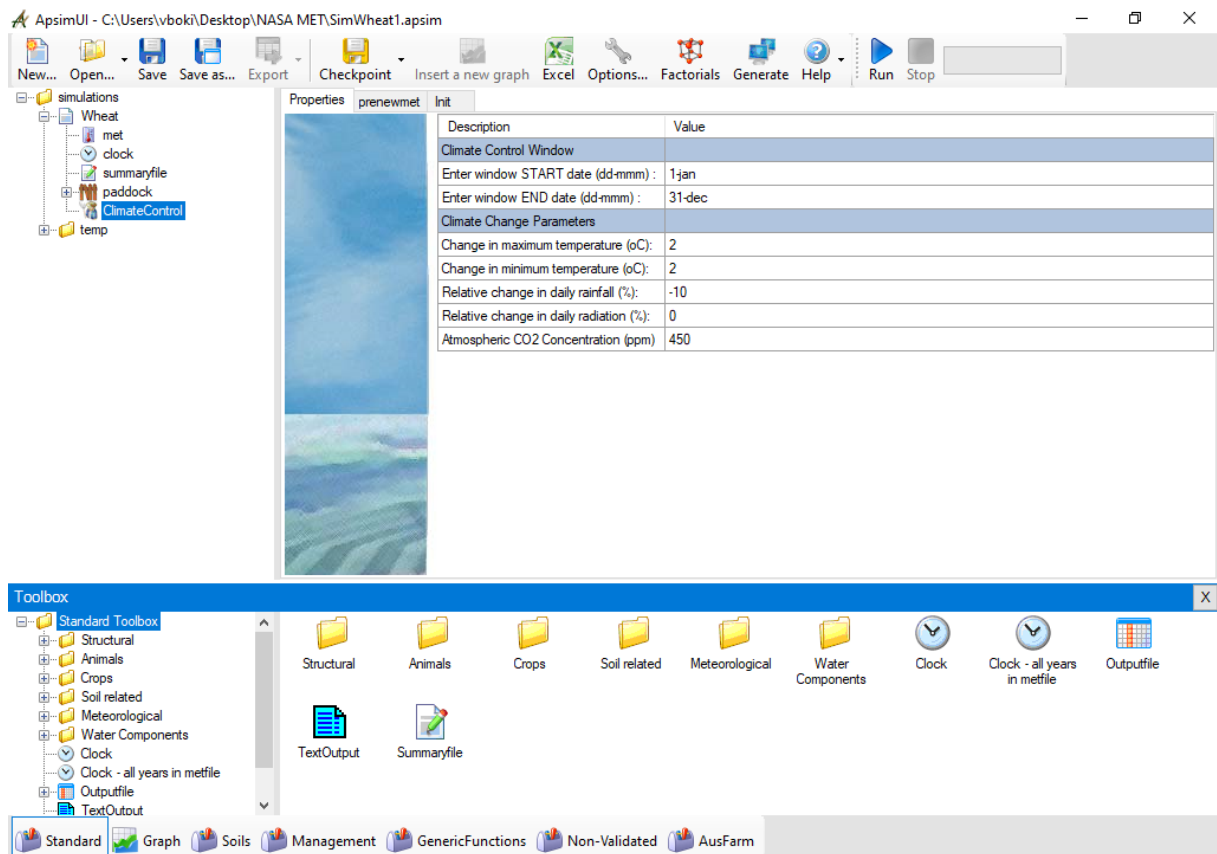 ApsimUI - C:\Users\vboki\Desktop\NASA MET\SimWheat1.apsim
New... Open... Save Save as... Export Checkpoint Insert a new graph Excel Options... Factorials Generate Help Run Stop
simulations
Wheat
met
clock
summaryfile
paddock
ClimateControl
temp
Properties prenewmet Init
Description Value
Climate Control Window
Enter window START date (dd-mmm) : 1-jan
Enter window END date (dd-mmm) : 31-dec
Climate Change Parameters
Change in maximum temperature (oC): 2
Change in minimum temperature (oC): 2
Relative change in daily rainfall (%): -10
Relative change in daily radiation (%): 0
Atmospheric CO2 Concentration (ppm) 450
Toolbox X
Standard Toolbox
Structural
Animals
Crops
Soil related
Meteorological
Water Components
Clock
Clock - all years in metfile
Outputfile
TextOutput
Structural Animals Crops Soil related Meteorological Water Clock Clock - all years Outputfile
Components in metfile
TextOutput Summaryfile
Standard Graph Soils Management GenericFunctions Non-Validated AusFarm